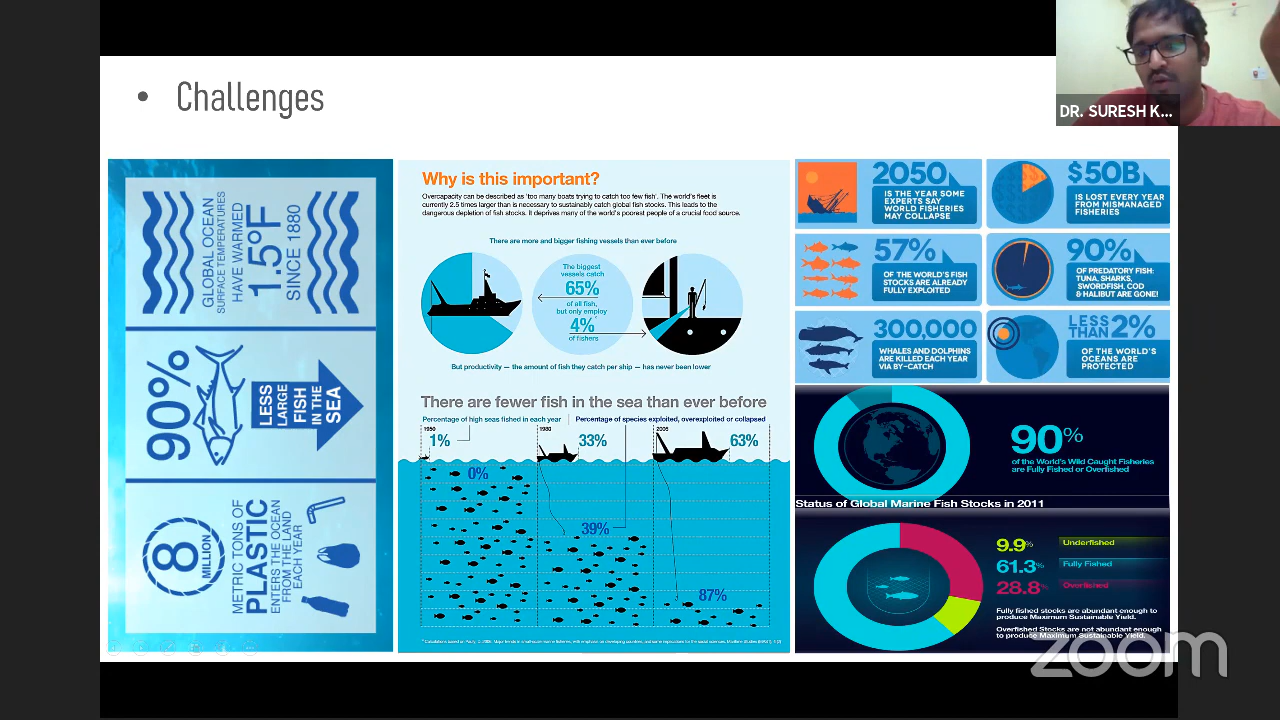 • Challenges
DR. SURESH K...
GLOBAL OCEAN
SURFACE TEMPERATURES
HAVE WARMED
1.5°F
SINCE 1880
90%
LESS
LARGE
FISH
IN THE
SEA
8
MILLION
METRIC TONS OF
PLASTIC
ENTERS THE OCEAN
FROM THE LAND
EACH YEAR
Why is this important?
Overcapacity can be described as 'too many boats trying to catch too few fish'. The world's fleet is
currently 2.5 times larger than is necessary to sustainably catch global fish stocks. This leads to the
dangerous depletion of fish stocks. It deprives many of the world's poorest people of a crucial food source.
There are more and bigger fishing vessels than ever before
The biggest
vessels catch
65%
of all fish,
but only employ
4%
of fishers
But productivity — the amount of fish they catch per ship — has never been lower
There are fewer fish in the sea than ever before
Percentage of high seas fished in each year
Percentage of species exploited, overexploited or collapsed
1950
1%
1980
33%
63%
0%
39%
87%
2050
IS THE YEAR SOME
EXPERTS SAY
WORLD FISHERIES
MAY COLLAPSE
$50B
IS LOST EVERY YEAR
FROM MISMANAGED
FISHERIES
57%
OF THE WORLD'S FISH
STOCKS ARE ALREADY
FULLY EXPLOITED
90%
OF PREDATORY FISH:
TUNA, SHARKS,
SWORDFISH, COD
& HALIBUT ARE GONE!
300,000
WHALES AND DOLPHINS
ARE KILLED EACH YEAR
VIA BY-CATCH
LESS
THAN 2%
OF THE WORLD'S
OCEANS ARE
PROTECTED
90%
of the World's Wild Caught Fisheries
are Fully Fished or Overfished
Status of Global Marine Fish Stocks in 2011
9.9% Underfished
61.3% Fully Fished
28.8% Overfished
Fully fished stocks are abundant enough to
produce Maximum Sustainable Yield.
Overfished Stocks are not abundant enough
to produce Maximum Sustainable Yield.
zoom